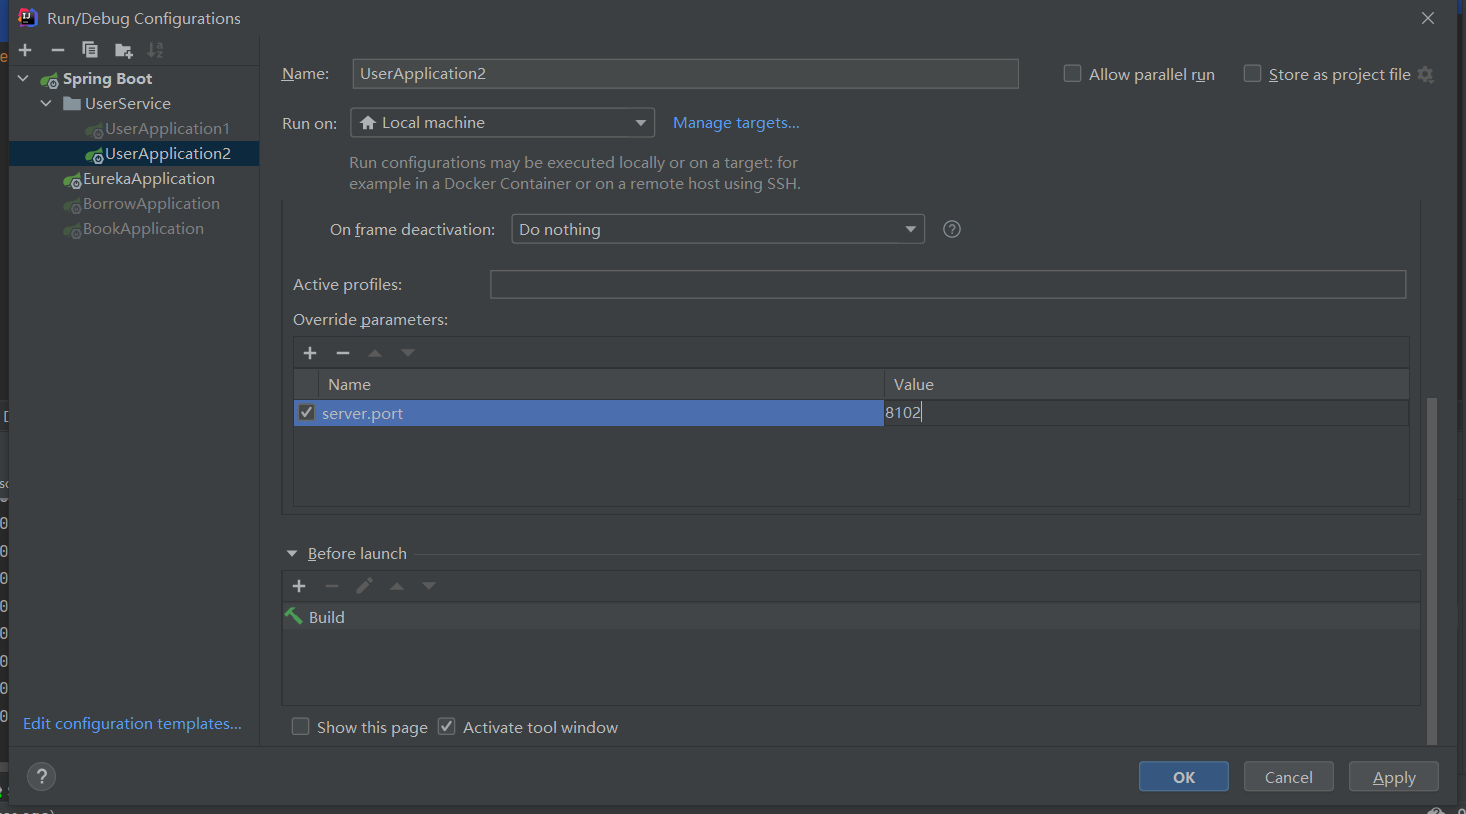 Run/Debug Configurations
Spring Boot
UserService
UserApplication1
UserApplication2
EurekaApplication
BorrowApplication
BookApplication
Edit configuration templates...
Name: UserApplication2
Allow parallel run
Store as project file
Run on: Local machine
Manage targets...
Run configurations may be executed locally or on a target: for
example in a Docker Container or on a remote host using SSH.
On frame deactivation: Do nothing
Active profiles:
Override parameters:
Name Value
server.port 8102
Before launch
Build
Show this page
Activate tool window
OK
Cancel
Apply